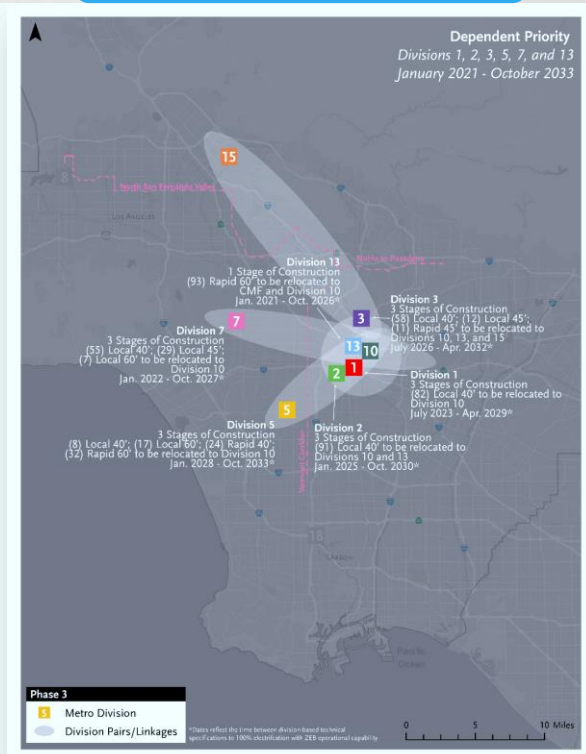 Dependent Priority
Divisions 1, 2, 3, 5, 7, and 13
January 2021 - October 2033
15
8
North San Fernando Valley
LOS ANGELES
North to Pasadena
Division 13
1 Stage of Construction
(93) Rapid 60' to be relocated to
CMF and Division 10
Jan. 2021 - Oct. 2026*
Division 3
3 Stages of Construction
(58) Local 40'; (12) Local 45';
(11) Rapid 45' to be relocated to
Divisions 10, 13, and 15
July 2026 - Apr. 2032*
3
7
13
10
1
2
5
Division 7
3 Stages of Construction
(55) Local 40'; (29) Local 45';
(7) Local 60' to be relocated to
Division 10
Jan. 2022 - Oct. 2027*
Division 1
3 Stages of Construction
(82) Local 40' to be relocated to
Division 10
July 2023 - Apr. 2029*
Division 5
3 Stages of Construction
(8) Local 40'; (17) Local 60'; (24) Rapid 40';
(32) Rapid 60' to be relocated to Division 10
Jan. 2028 - Oct. 2033*
Division 2
3 Stages of Construction
(91) Local 40' to be relocated to
Divisions 10 and 13
Jan. 2025 - Oct. 2030*
Vermont Corridor
18
CARSON
Pacific
Ocean
Phase 3
5 Metro Division
Division Pairs/Linkages
*Dates reflect the time between division-based technical
specifications to 100% electrification with ZEB operational capability
0 5 10 Miles